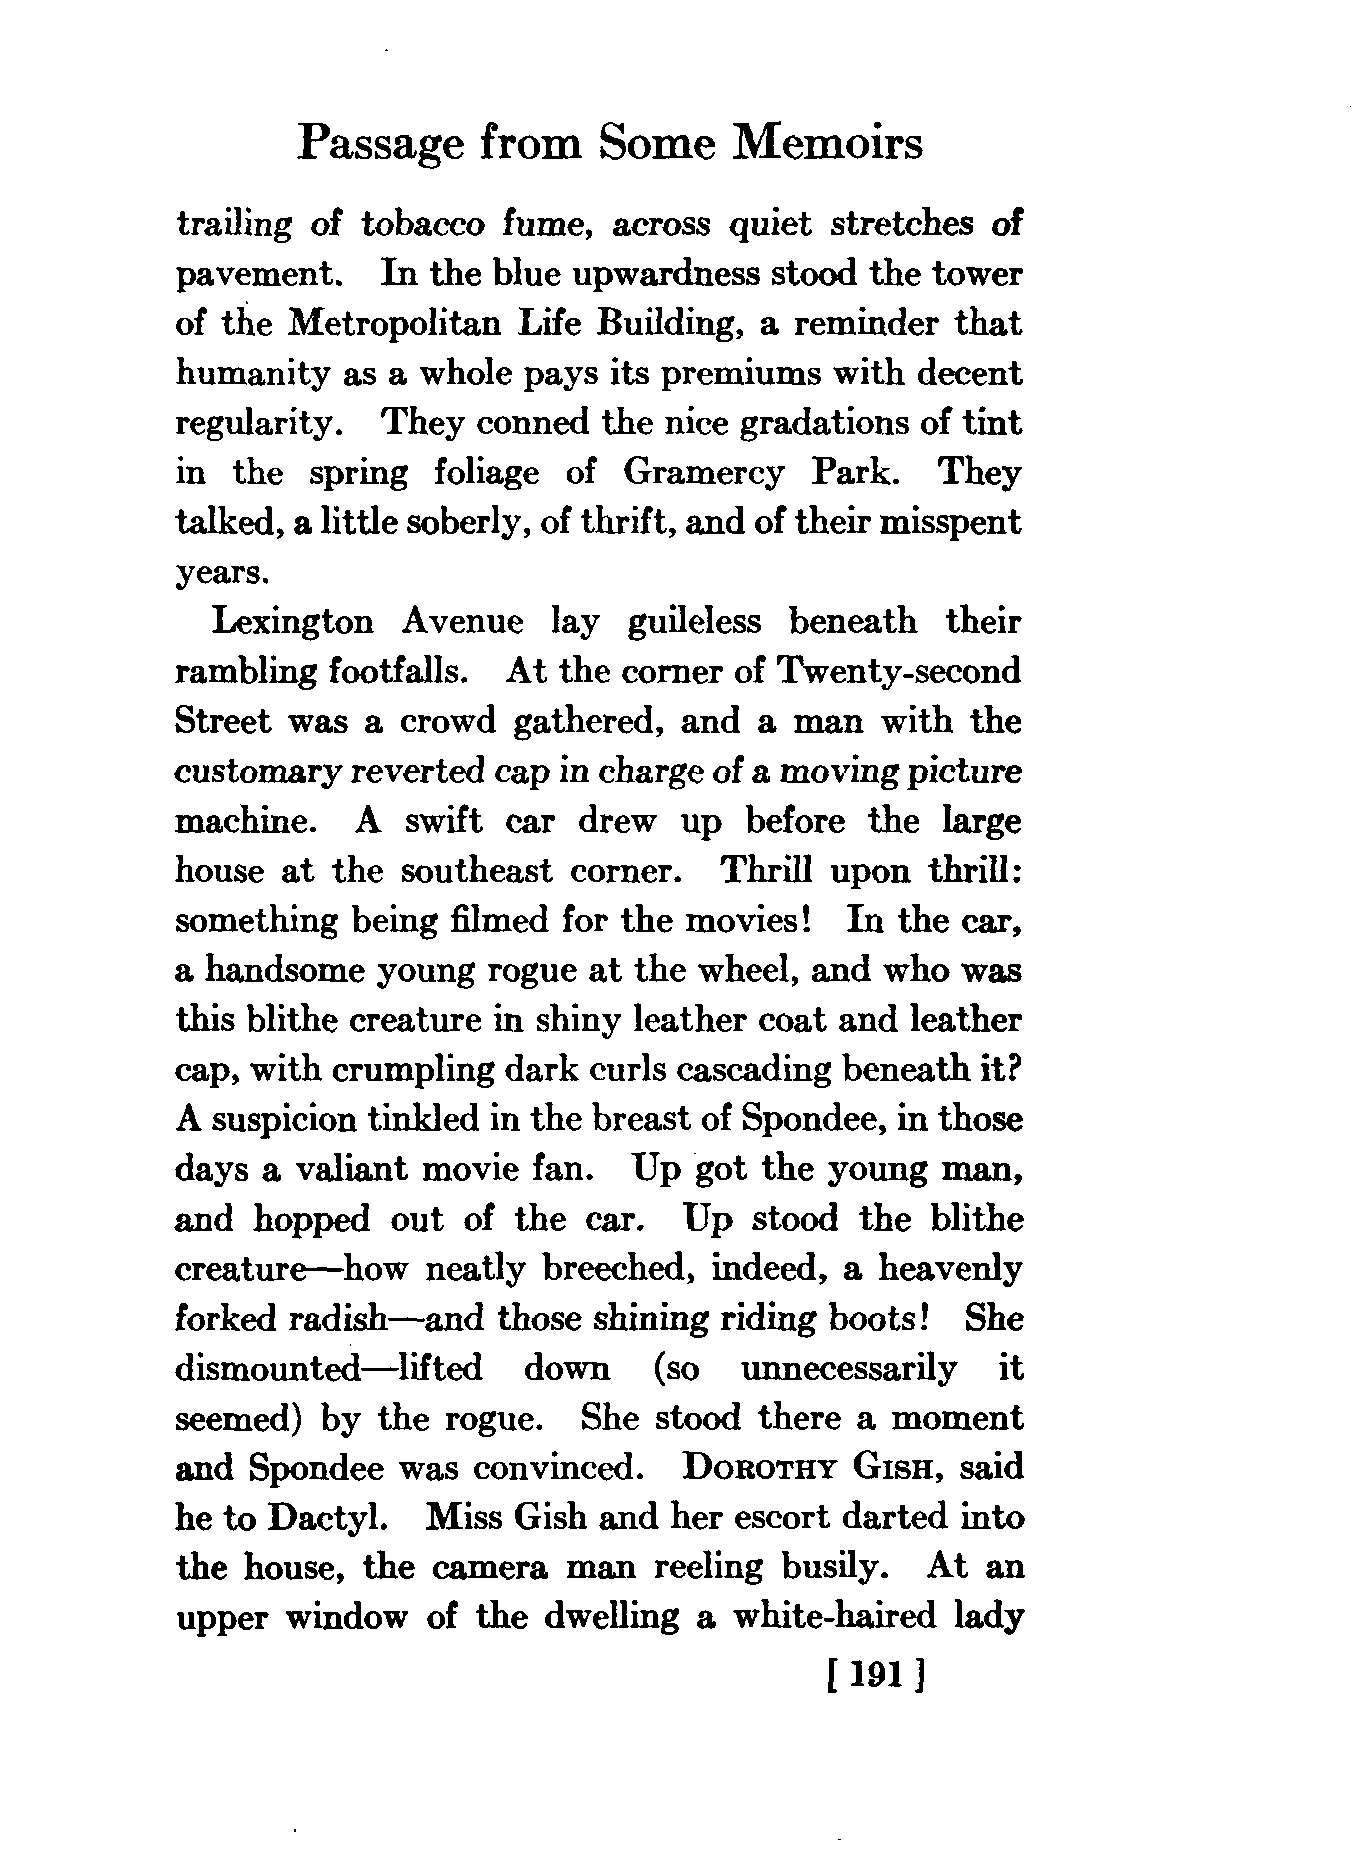 Passage from Some Memoirs
trailing of tobacco fume, across quiet stretches of
pavement. In the blue upwardness stood the tower
of the Metropolitan Life Building, a reminder that
humanity as a whole pays its premiums with decent
regularity. They conned the nice gradations of tint
in the spring foliage of Gramercy Park. They
talked, a little soberly, of thrift, and of their misspent
years.
Lexington Avenue lay guileless beneath their
rambling footfalls. At the corner of Twenty-second
Street was a crowd gathered, and a man with the
customary reverted cap in charge of a moving picture
machine. A swift car drew up before the large
house at the southeast corner. Thrill upon thrill:
something being filmed for the movies! In the car,
a handsome young rogue at the wheel, and who was
this blithe creature in shiny leather coat and leather
cap, with crumpling dark curls cascading beneath it?
A suspicion tinkled in the breast of Spondee, in those
days a valiant movie fan. Up got the young man,
and hopped out of the car. Up stood the blithe
creature—how neatly breeched, indeed, a heavenly
forked radish—and those shining riding boots! She
dismounted—lifted down (so unnecessarily it
seemed) by the rogue. She stood there a moment
and Spondee was convinced. DOROTHY GISH, said
he to Dactyl. Miss Gish and her escort darted into
the house, the camera man reeling busily. At an
upper window of the dwelling a white-haired lady
[ 191 ]